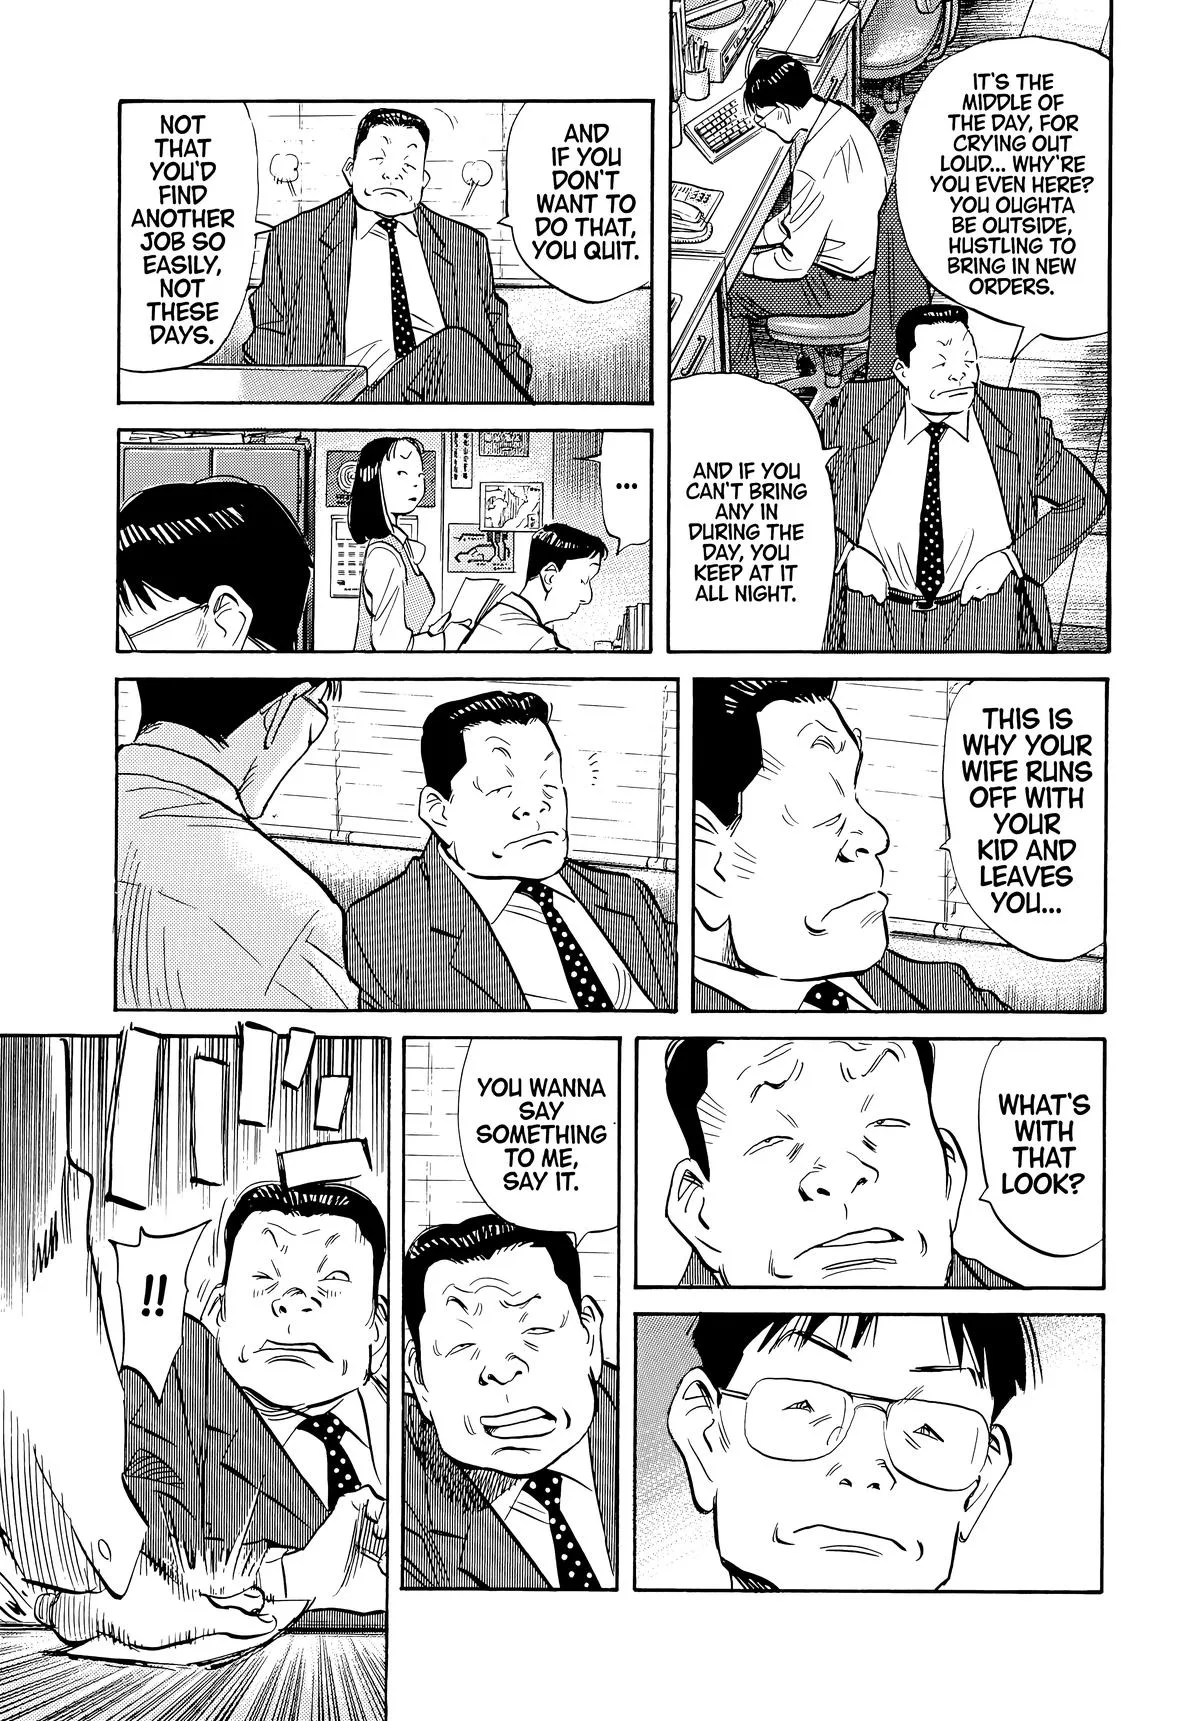 IT'S THE
MIDDLE OF
THE DAY, FOR
CRYING OUT
LOUD... WHY'RE
YOU EVEN HERE?
YOU OUGHTA
BE OUTSIDE,
HUSTLING TO
BRING IN NEW
ORDERS.
AND IF YOU
CAN'T BRING
ANY IN
DURING THE
DAY, YOU
KEEP AT IT
ALL NIGHT.
AND
IF YOU
DON'T
WANT TO
DO THAT,
YOU QUIT.
NOT
THAT
YOU'D
FIND
ANOTHER
JOB SO
EASILY,
NOT
THESE
DAYS.
...
THIS IS
WHY YOUR
WIFE RUNS
OFF WITH
YOUR
KID AND
LEAVES
YOU...
WHAT'S
WITH
THAT
LOOK?
YOU WANNA
SAY
SOMETHING
TO ME,
SAY IT.
!!